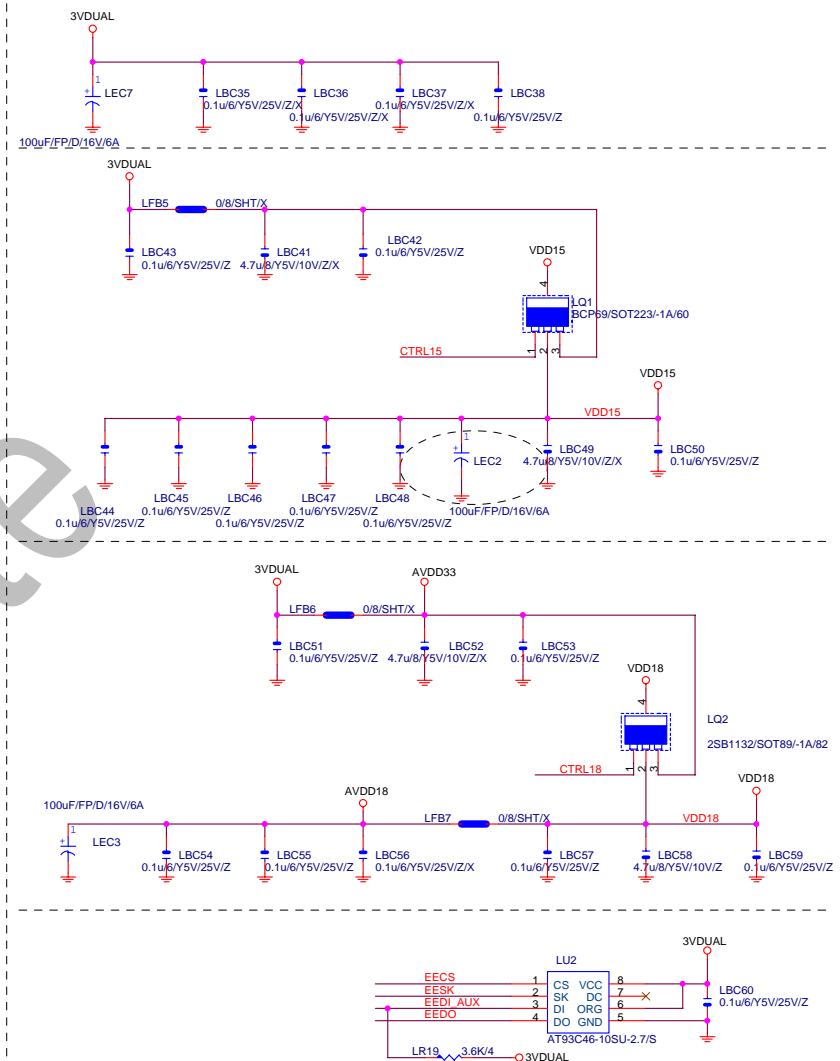 3VDUAL
1
LEC7
100uF/FP/D/16V/6A
LBC35
0.1u/6/Y5V/25V/Z/X
LBC36
0.1u/6/Y5V/25V/Z/X
LBC37
0.1u/6/Y5V/25V/Z/X
LBC38
0.1u/6/Y5V/25V/Z
3VDUAL
LFB5
0/8/SHT/X
LBC43
0.1u/6/Y5V/25V/Z
LBC41
4.7u/8/Y5V/10V/Z/X
LBC42
0.1u/6/Y5V/25V/Z
VDD15
4
LQ1
BCP69/SOT223/-1A/60
CTRL15
1
2
3
VDD15
VDD15
LBC44
0.1u/6/Y5V/25V/Z
LBC45
0.1u/6/Y5V/25V/Z
LBC46
0.1u/6/Y5V/25V/Z
LBC47
0.1u/6/Y5V/25V/Z
LBC48
0.1u/6/Y5V/25V/Z
1
LEC2
100uF/FP/D/16V/6A
LBC49
4.7u/8/Y5V/10V/Z/X
LBC50
0.1u/6/Y5V/25V/Z
e
3VDUAL
AVDD33
LFB6
0/8/SHT/X
LBC51
0.1u/6/Y5V/25V/Z
LBC52
4.7u/8/Y5V/10V/Z/X
LBC53
0.1u/6/Y5V/25V/Z
VDD18
4
LQ2
2SB1132/SOT89/-1A/82
CTRL18
1
2
3
100uF/FP/D/16V/6A
1
LEC3
AVDD18
LFB7
0/8/SHT/X
VDD18
VDD18
LBC54
0.1u/6/Y5V/25V/Z
LBC55
0.1u/6/Y5V/25V/Z
LBC56
0.1u/6/Y5V/25V/Z/X
LBC57
0.1u/6/Y5V/25V/Z
LBC58
4.7u/8/Y5V/10V/Z
LBC59
0.1u/6/Y5V/25V/Z
LU2
3VDUAL
EECS 1 CS VCC 8
EESK 2 SK DC 7
EEDI_AUX 3 DI ORG 6
EEDO 4 DO GND 5
AT93C46-10SU-2.7/S
LBC60
0.1u/6/Y5V/25V/Z
LR19 3.6K/4 3VDUAL